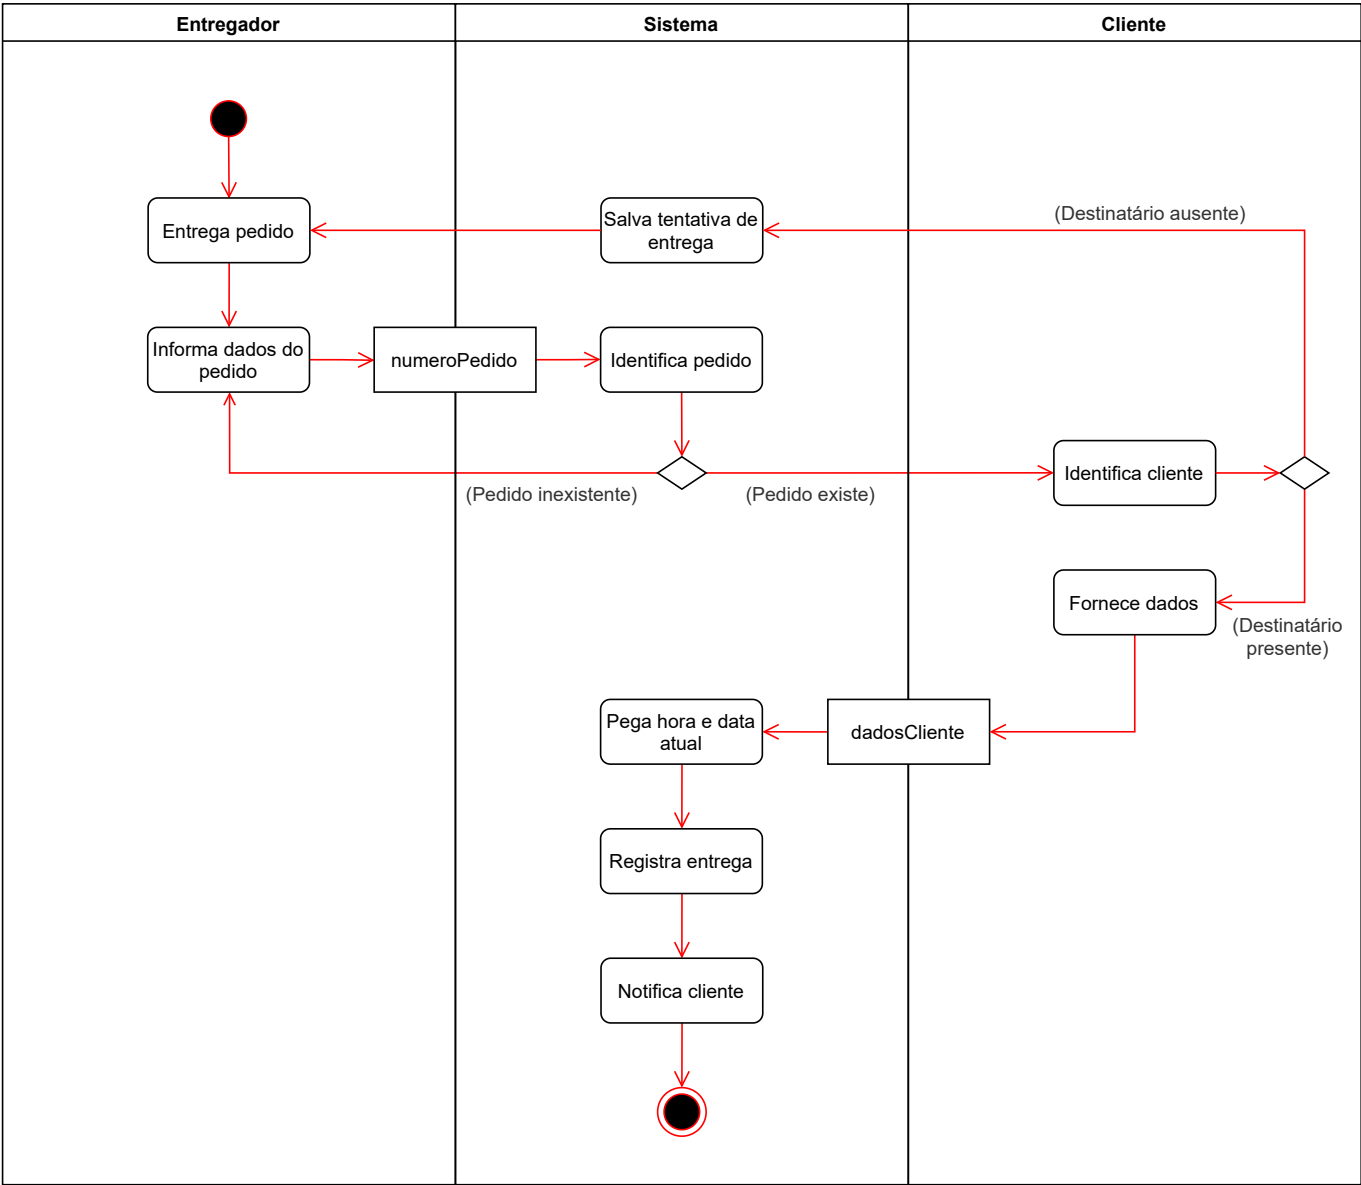 Entregador
Sistema
Cliente
Entrega pedido
Salva tentativa de
entrega
(Destinatário ausente)
Informa dados do
pedido
numeroPedido
Identifica pedido
(Pedido inexistente)
(Pedido existe)
Identifica cliente
Fornece dados
(Destinatário
presente)
Pega hora e data
atual
dadosCliente
Registra entrega
Notifica cliente